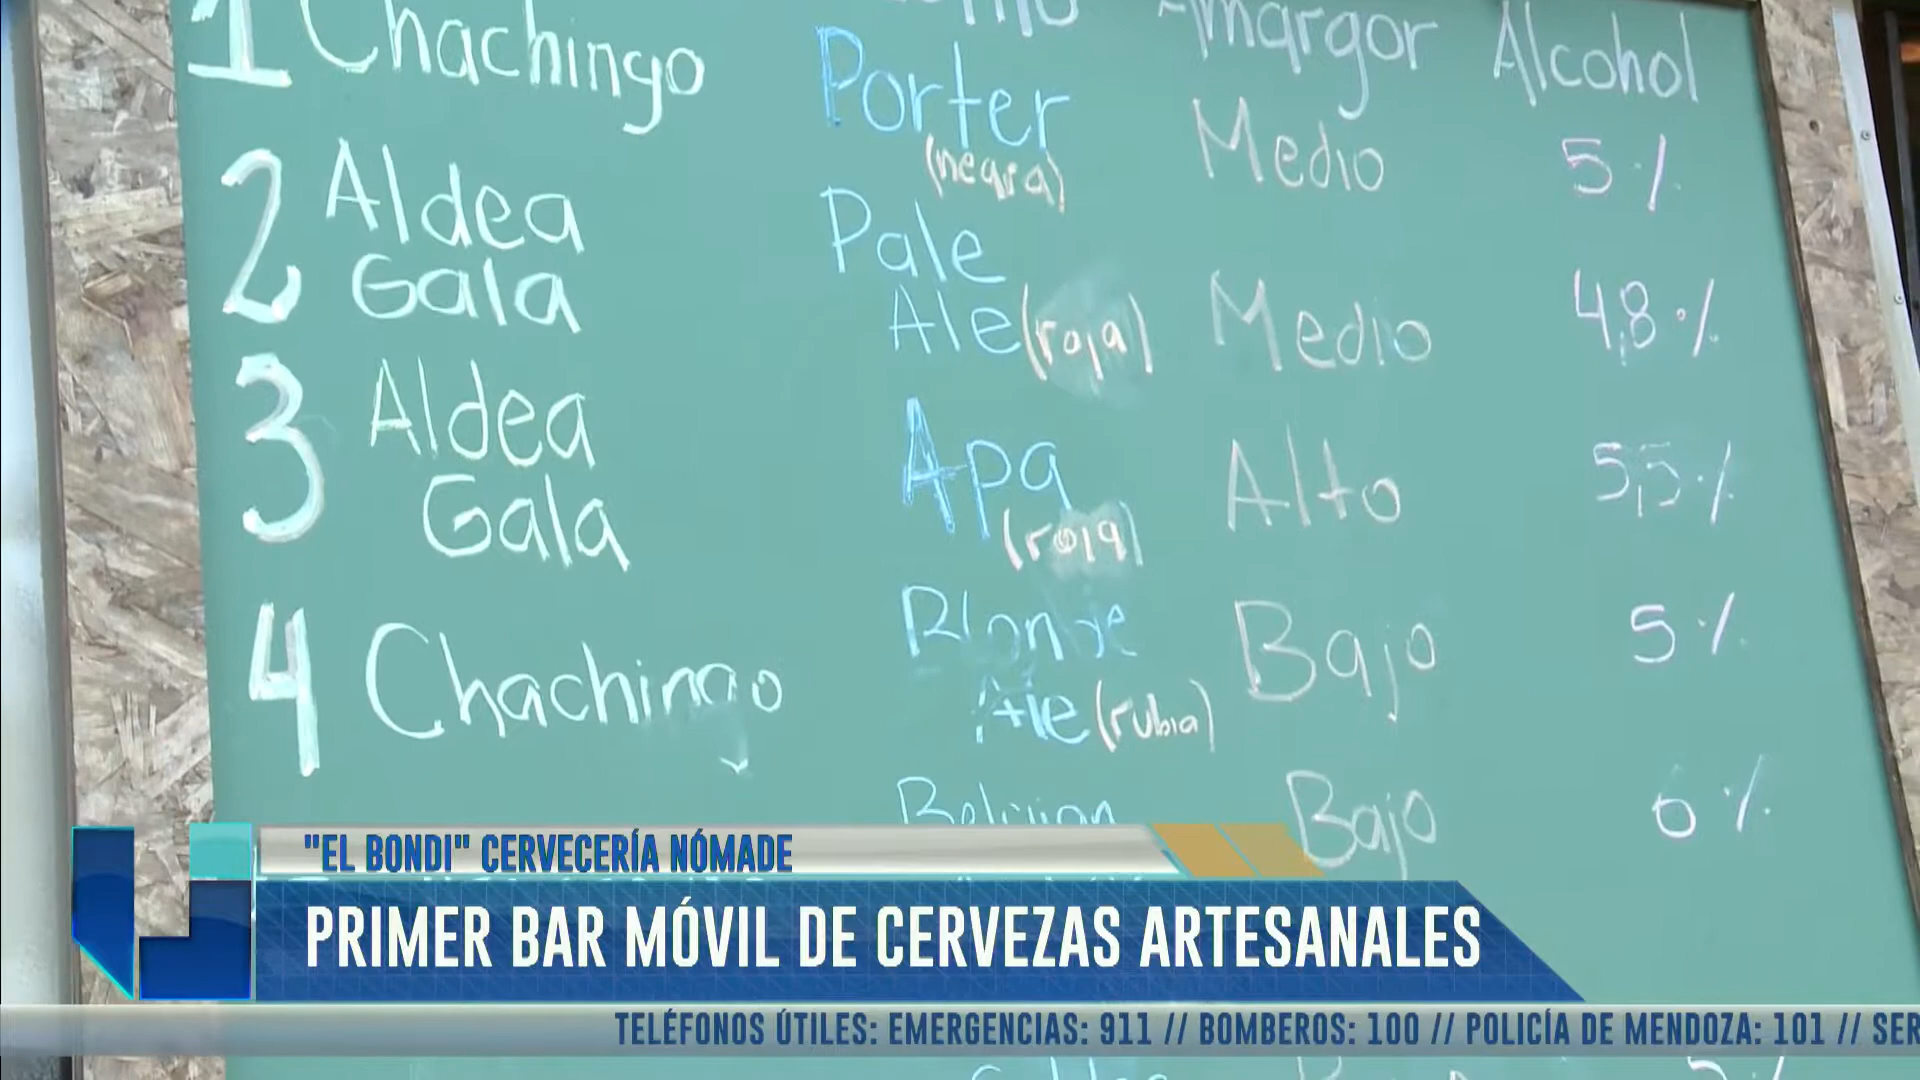 Amargor Alcohol
1 Chachingo Porter (negra) Medio 5%
2 Aldea Gala Pale Ale (roja) Medio 4,8%
3 Aldea Gala Apa (roja) Alto 5,5%
4 Chachingo Blonde Ale (rubia) Bajo 5%
Belgian Bajo 6%
"EL BONDI" CERVECERÍA NÓMADE
PRIMER BAR MÓVIL DE CERVEZAS ARTESANALES
TELÉFONOS ÚTILES: EMERGENCIAS: 911 // BOMBEROS: 100 // POLICÍA DE MENDOZA: 101 // SER